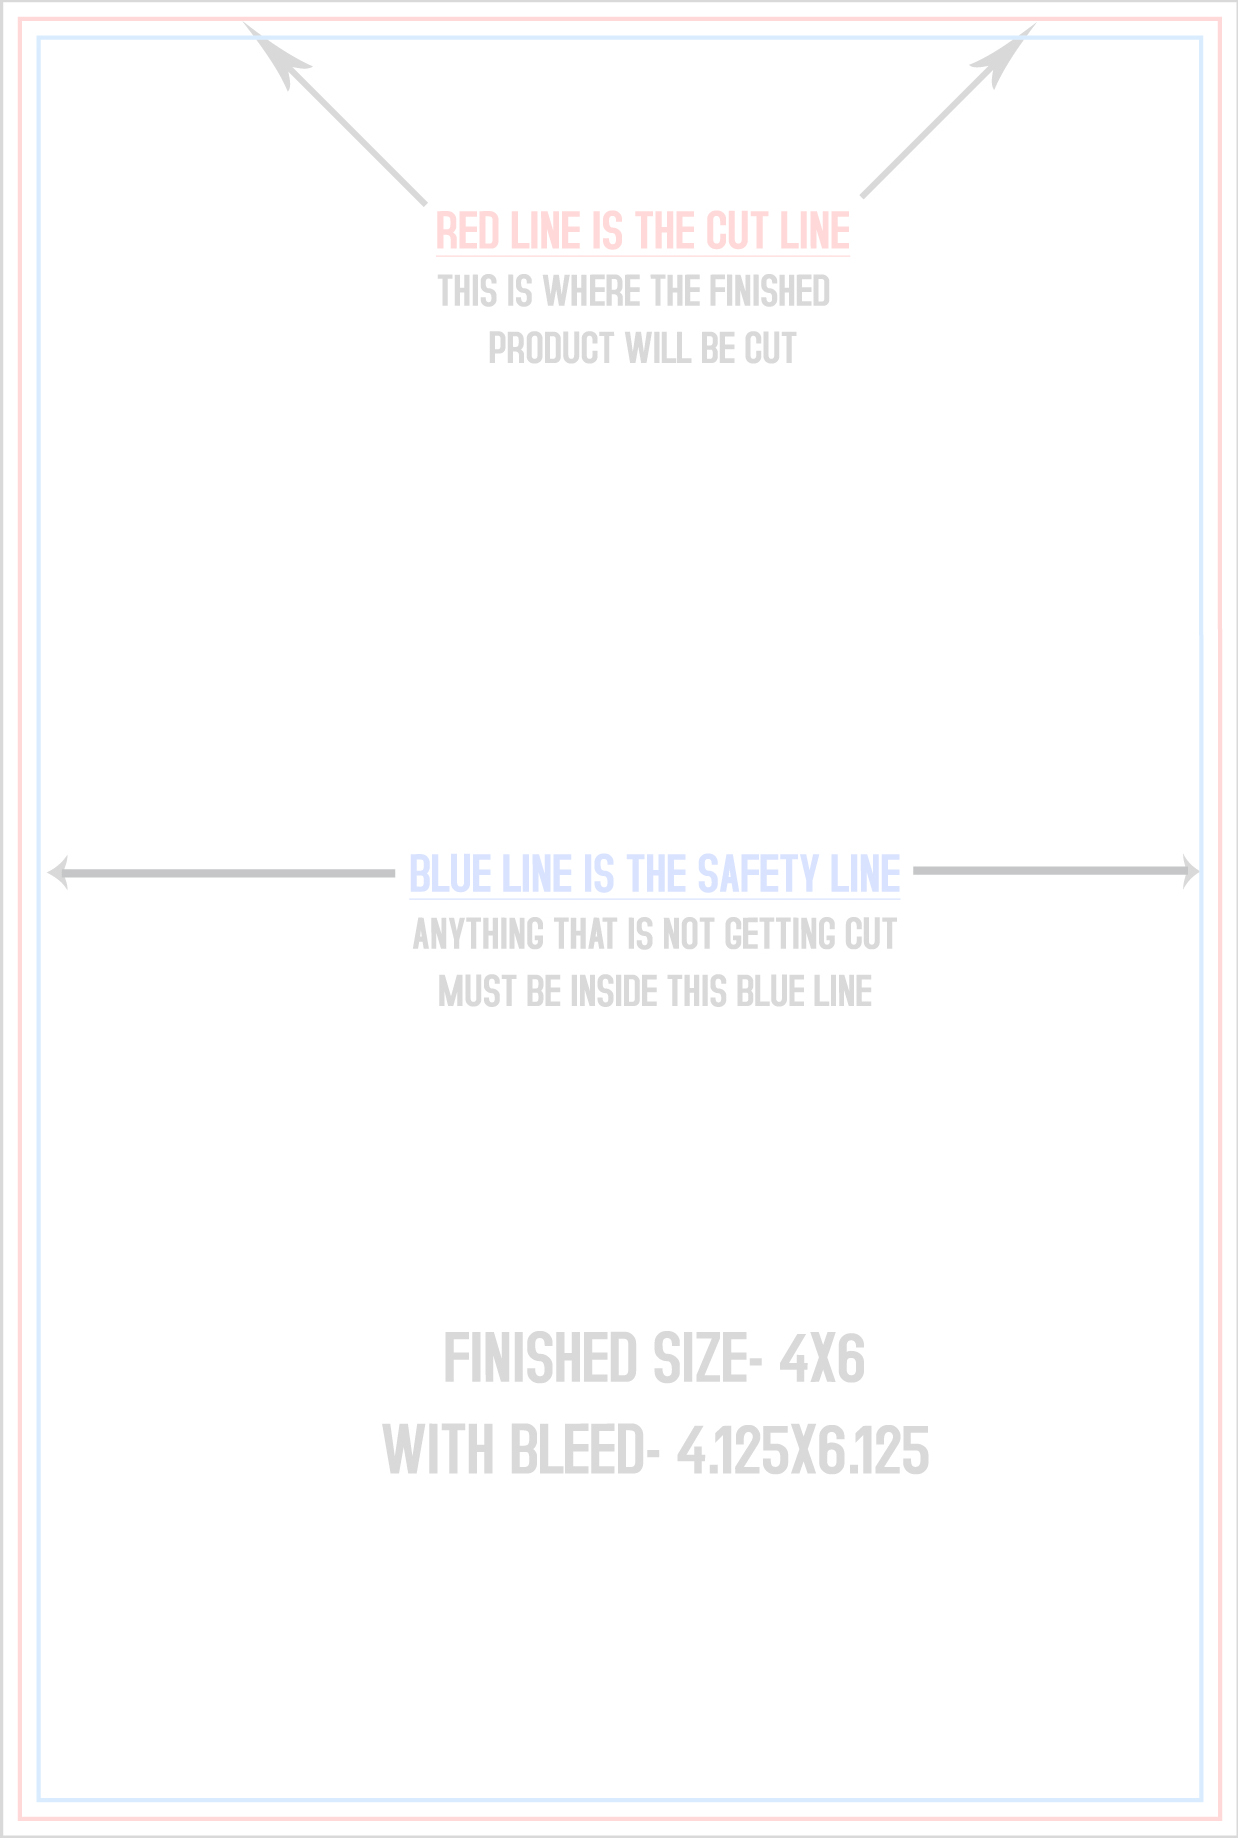 RED LINE IS THE CUT LINE
THIS IS WHERE THE FINISHED
PRODUCT WILL BE CUT
BLUE LINE IS THE SAFETY LINE
ANYTHING THAT IS NOT GETTING CUT
MUST BE INSIDE THIS BLUE LINE
FINISHED SIZE- 4X6
WITH BLEED- 4.125X6.125